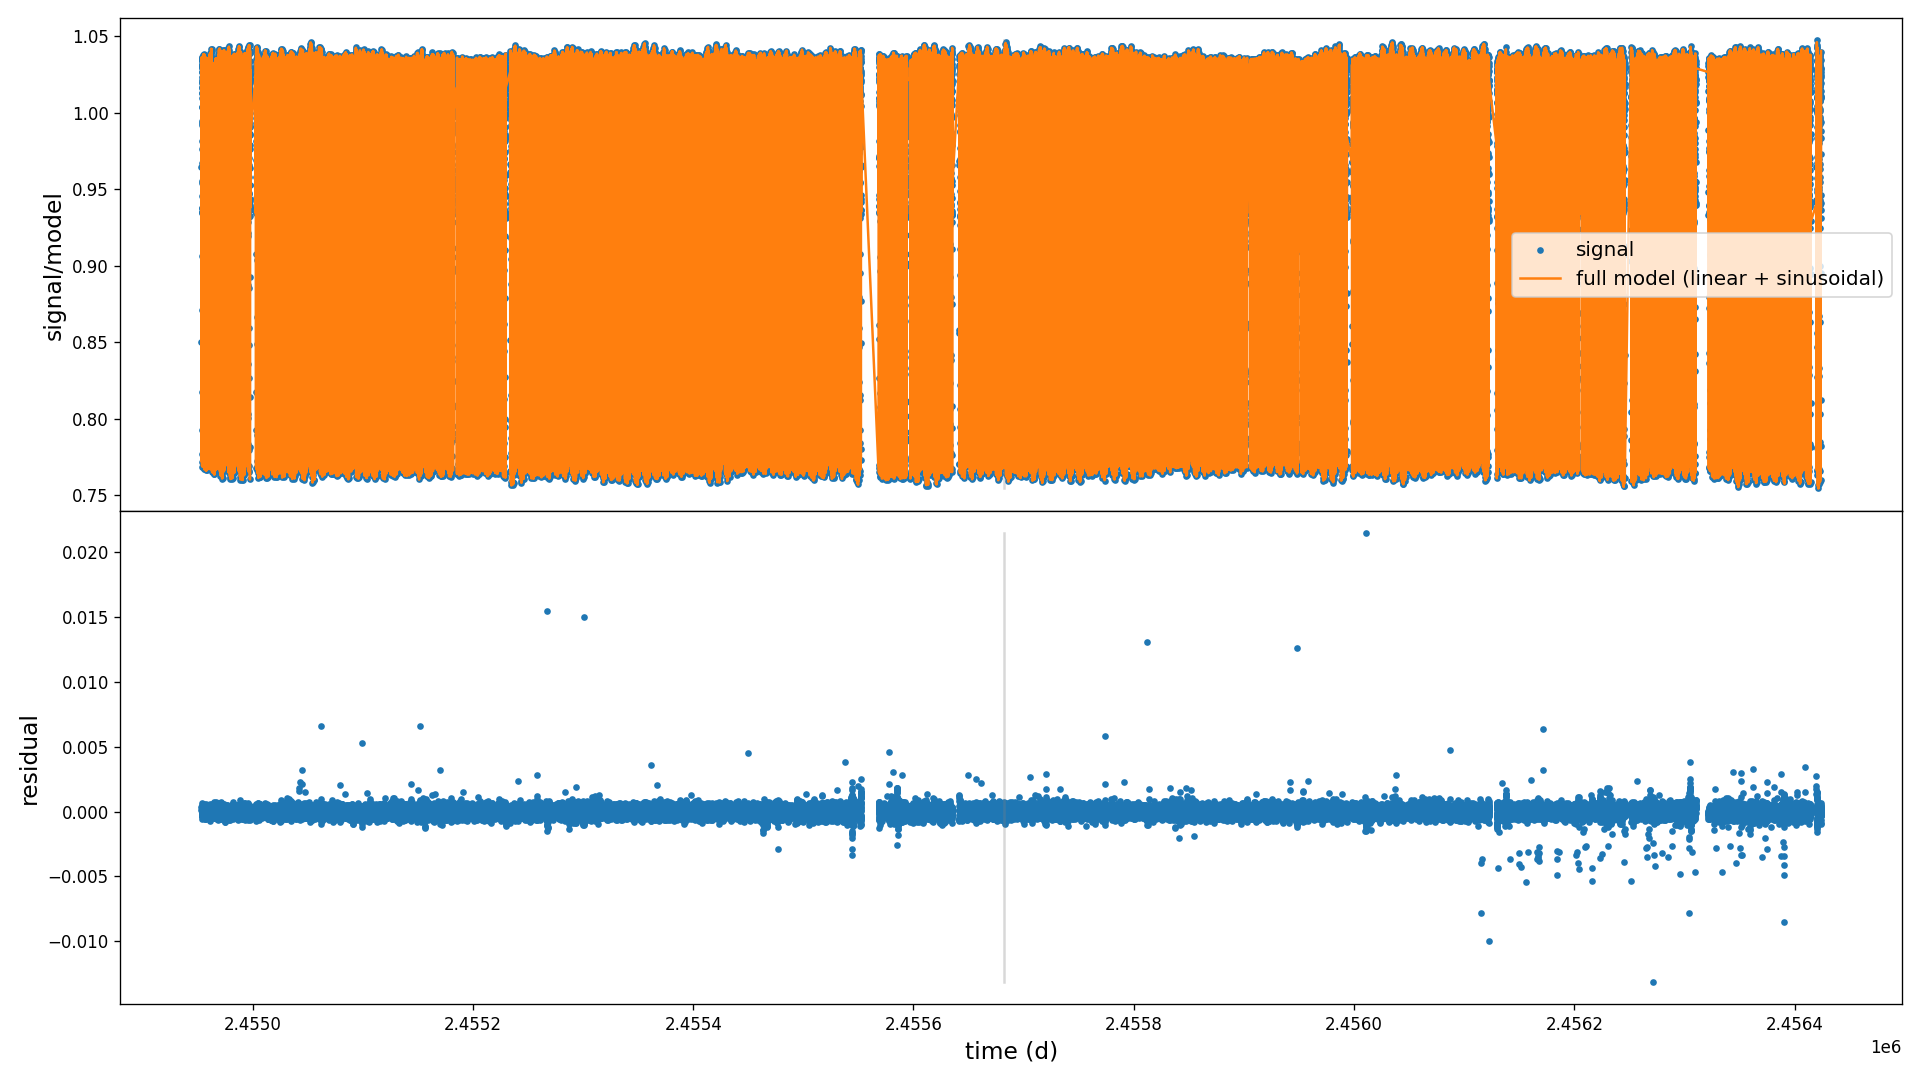 1.05
1.00
0.95
0.90
0.85
0.80
0.75
signal/model
signal
full model (linear + sinusoidal)
0.020
0.015
0.010
0.005
0.000
−0.005
−0.010
residual
2.4550 2.4552 2.4554 2.4556 2.4558 2.4560 2.4562 2.4564
1e6
time (d)